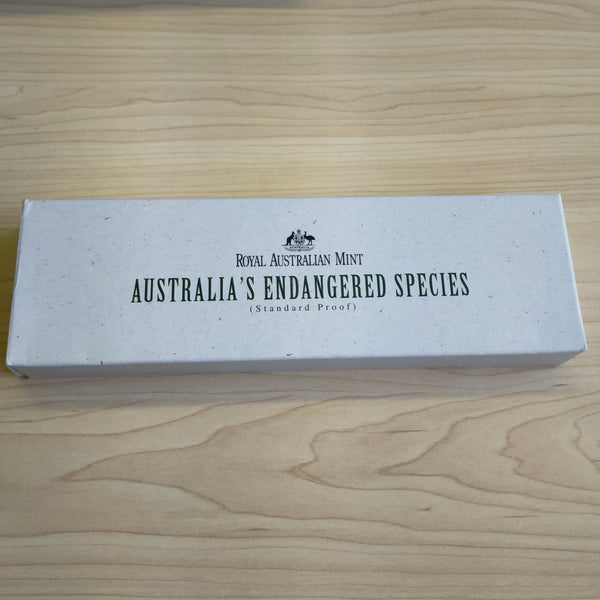 ROYAL AUSTRALIAN MINT
AUSTRALIA'S ENDANGERED SPECIES
(Standard Proof)